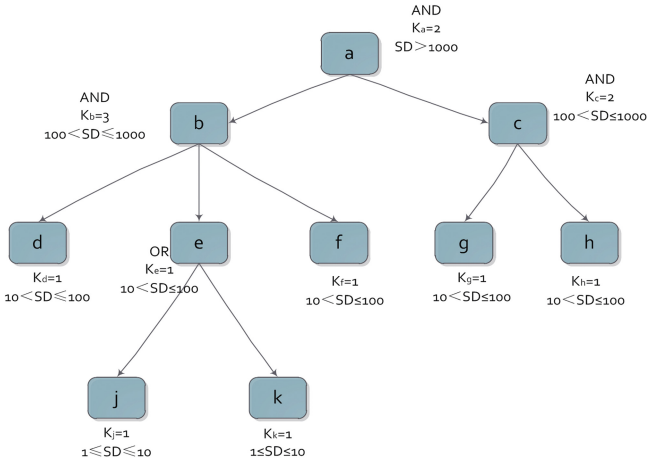 AND
Ka=2
SD>1000
a
AND
Kb=3
100<SD≤1000
b
AND
Kc=2
100<SD≤1000
c
d
Kd=1
10<SD≤100
e
OR
Ke=1
10<SD≤100
f
Kf=1
10<SD≤100
g
Kg=1
10<SD≤100
h
Kh=1
10<SD≤100
j
Kj=1
1≤SD≤10
k
Kk=1
1≤SD≤10